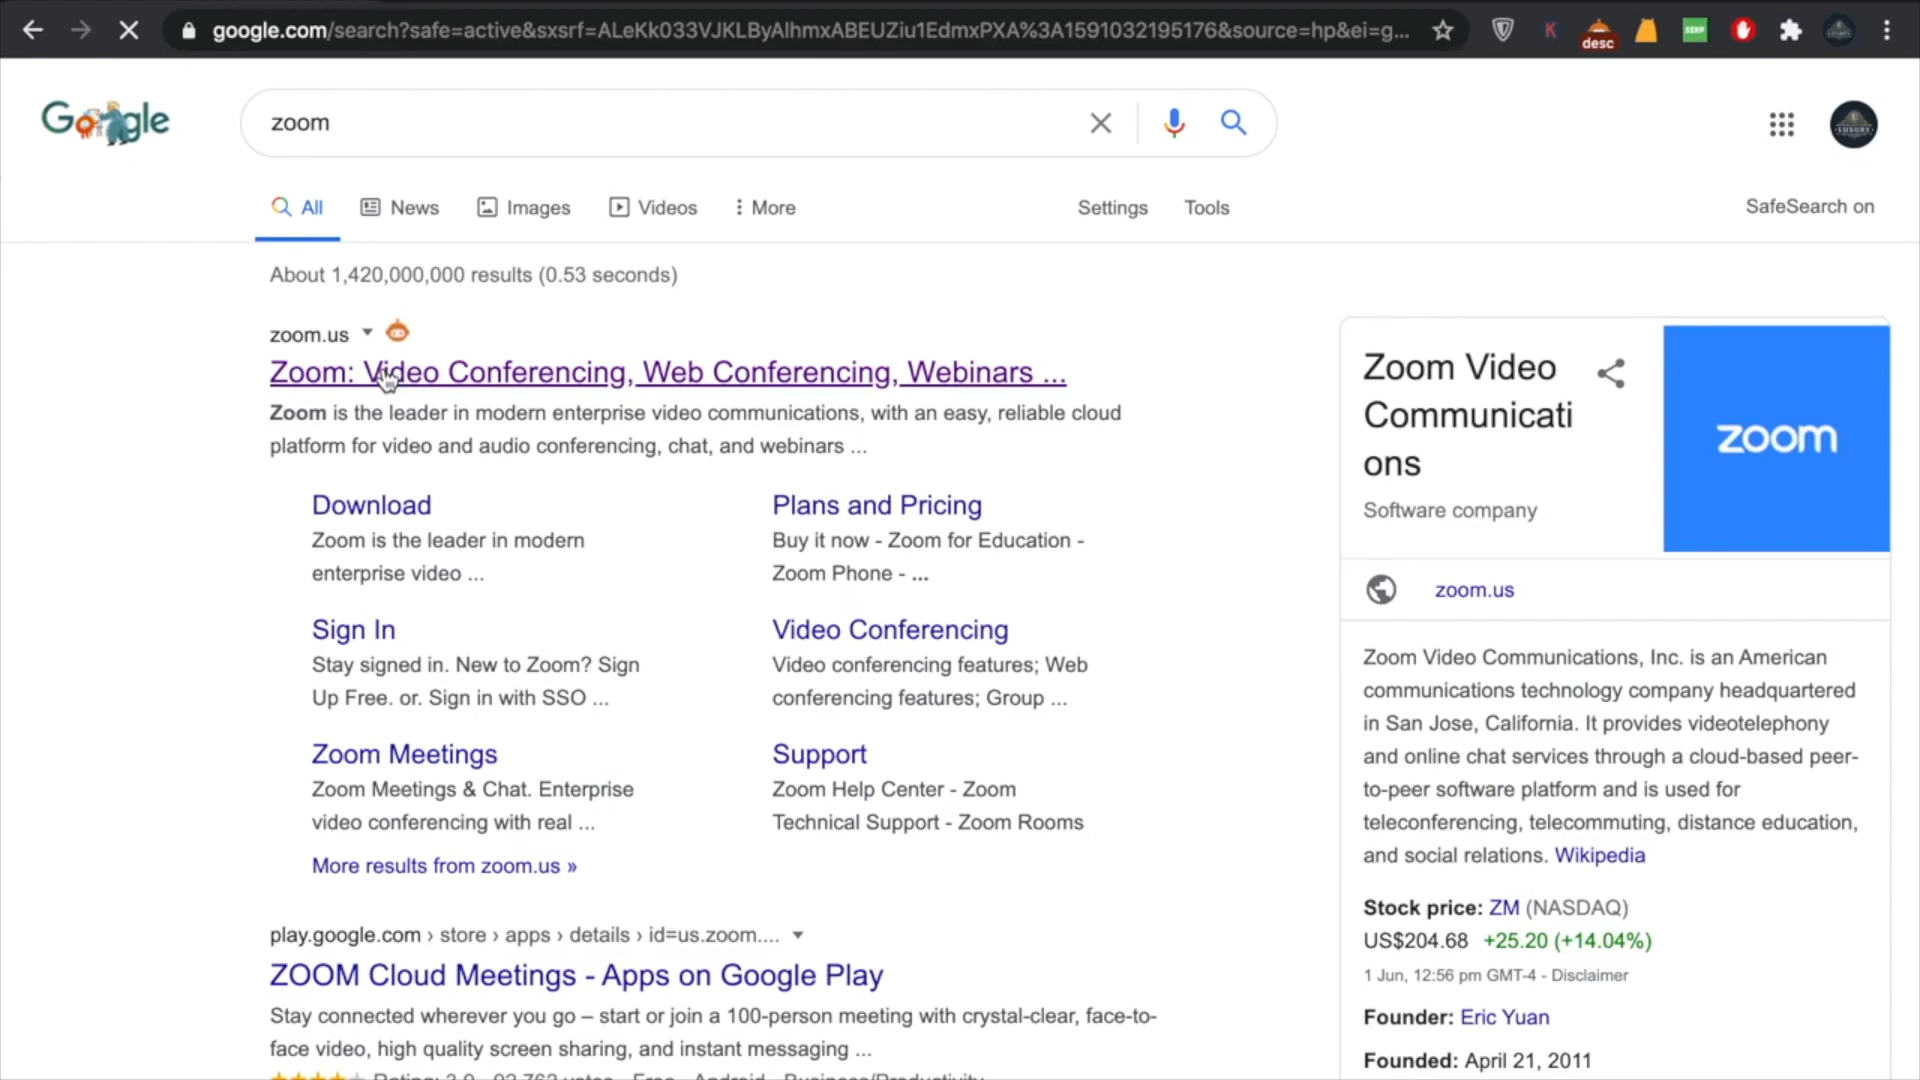 google.com/search?safe=active&sxsrf=ALeKk033VJKLByAlhmxABEUZiu1EdmxPXA%3A1591032195176&source=hp&ei=g...
K
desc
SERP
Google
zoom
LUXURY
All
News
Images
Videos
More
Settings
Tools
SafeSearch on
About 1,420,000,000 results (0.53 seconds)
zoom.us
Zoom: Video Conferencing, Web Conferencing, Webinars ...
Zoom is the leader in modern enterprise video communications, with an easy, reliable cloud
platform for video and audio conferencing, chat, and webinars ...
Download
Zoom is the leader in modern
enterprise video ...
Plans and Pricing
Buy it now - Zoom for Education -
Zoom Phone - ...
Sign In
Stay signed in. New to Zoom? Sign
Up Free. or. Sign in with SSO ...
Video Conferencing
Video conferencing features; Web
conferencing features; Group ...
Zoom Meetings
Zoom Meetings & Chat. Enterprise
video conferencing with real ...
Support
Zoom Help Center - Zoom
Technical Support - Zoom Rooms
More results from zoom.us »
play.google.com › store › apps › details › id=us.zoom....
ZOOM Cloud Meetings - Apps on Google Play
Stay connected wherever you go – start or join a 100-person meeting with crystal-clear, face-to-
face video, high quality screen sharing, and instant messaging ...
Zoom Video
Communicati
ons
Software company
zoom
zoom.us
Zoom Video Communications, Inc. is an American
communications technology company headquartered
in San Jose, California. It provides videotelephony
and online chat services through a cloud-based peer-
to-peer software platform and is used for
teleconferencing, telecommuting, distance education,
and social relations. Wikipedia
Stock price: ZM (NASDAQ)
US$204.68 +25.20 (+14.04%)
1 Jun, 12:56 pm GMT-4 - Disclaimer
Founder: Eric Yuan
Founded: April 21, 2011